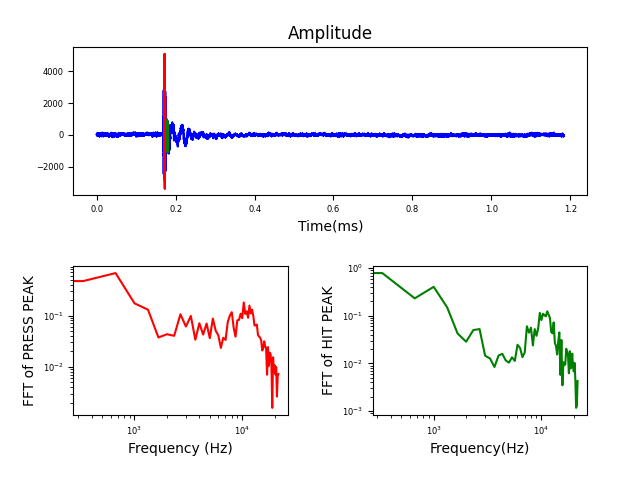 Amplitude
4000
2000
0
−2000
0.0 0.2 0.4 0.6 0.8 1.0 1.2
Time(ms)
FFT of PRESS PEAK
10⁻¹
10⁻²
10³ 10⁴
Frequency (Hz)
FFT of HIT PEAK
10⁰
10⁻¹
10⁻²
10⁻³
10³ 10⁴
Frequency(Hz)